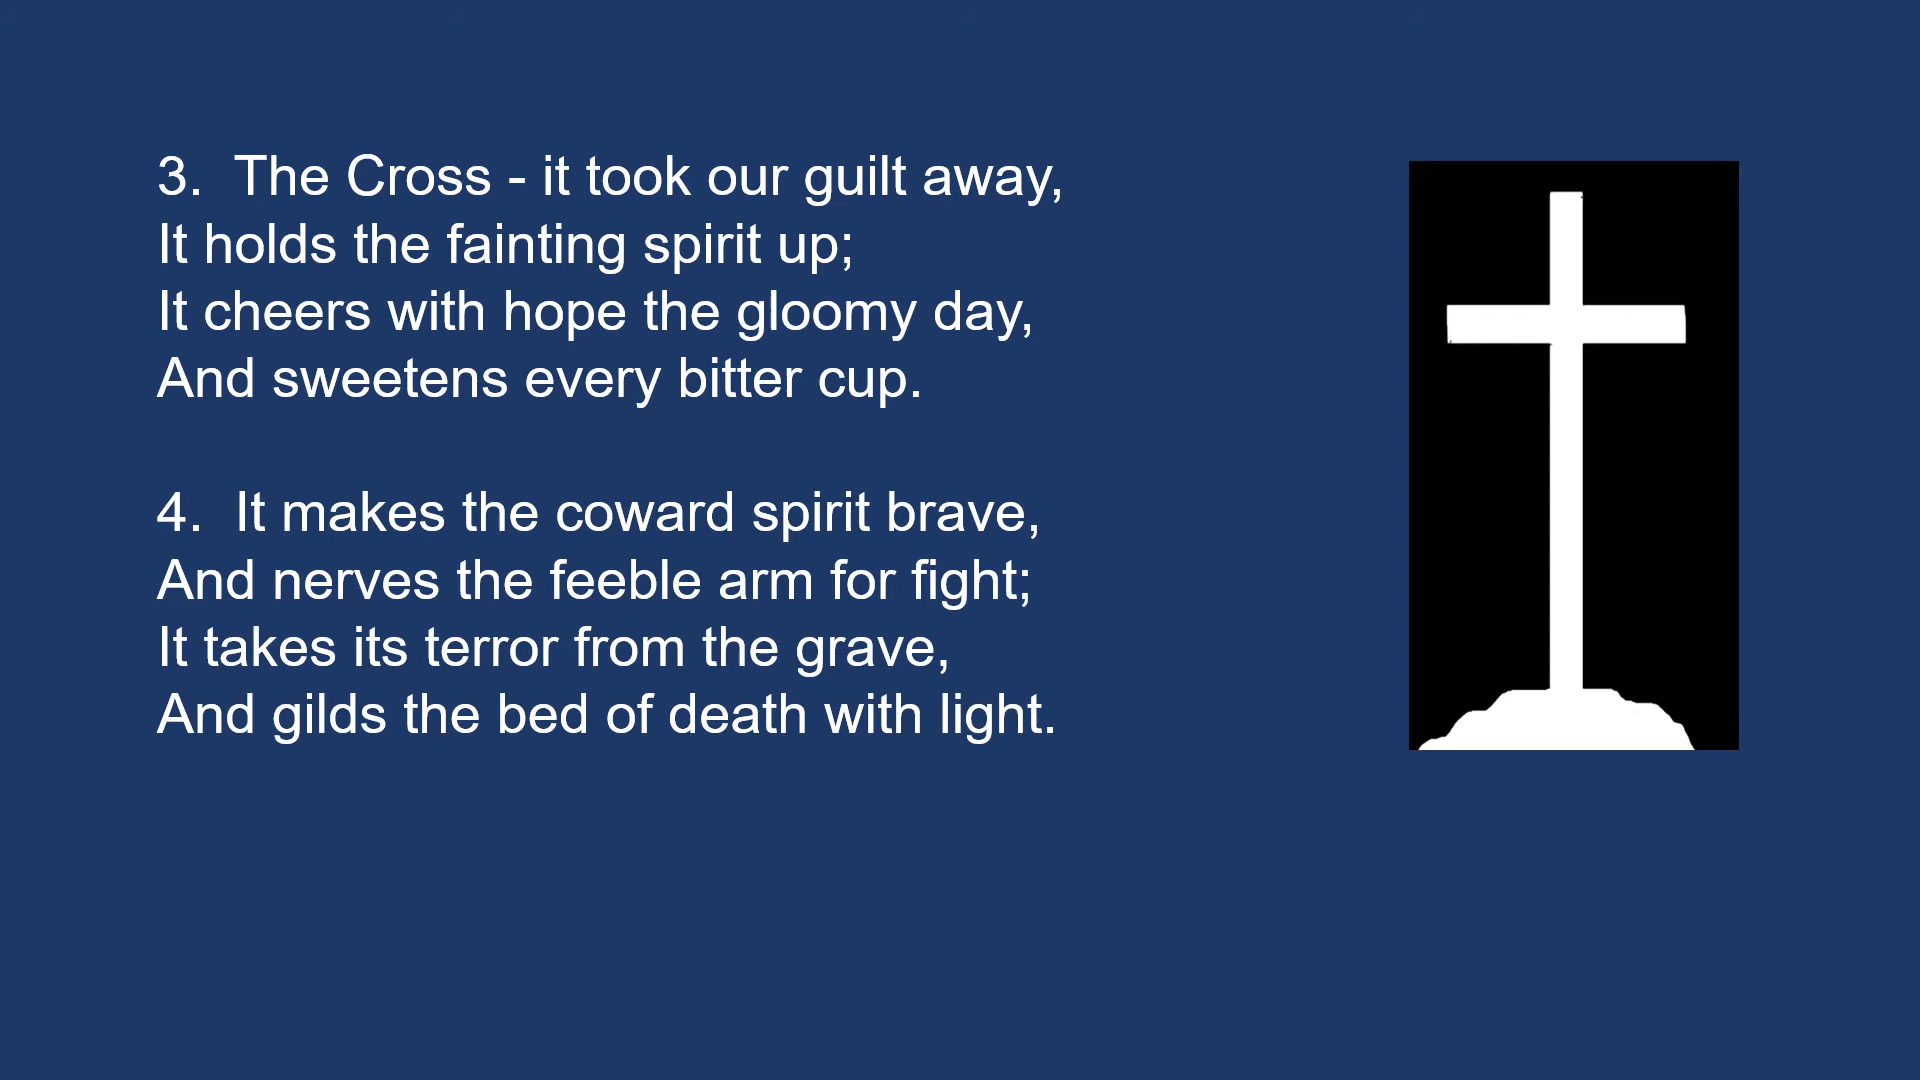 3.  The Cross - it took our guilt away,
It holds the fainting spirit up;
It cheers with hope the gloomy day,
And sweetens every bitter cup.
4.  It makes the coward spirit brave,
And nerves the feeble arm for fight;
It takes its terror from the grave,
And gilds the bed of death with light.